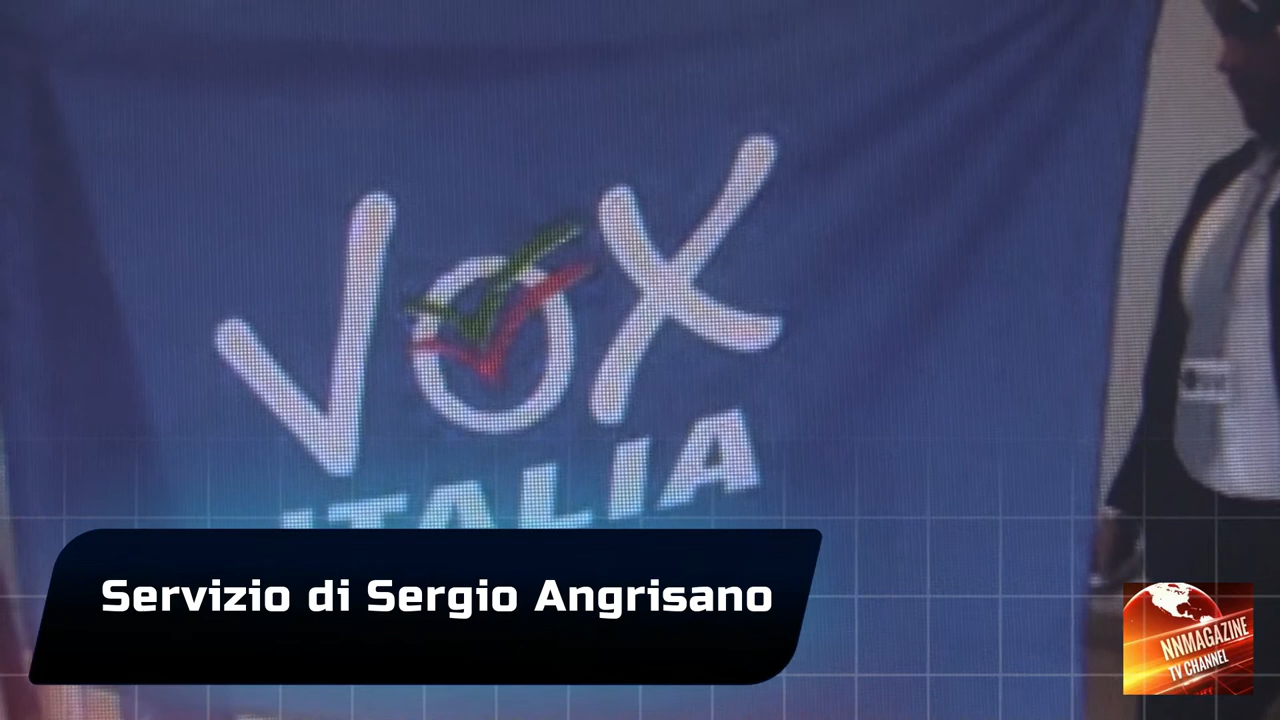 VOX
ITALIA
Servizio di Sergio Angrisano
NNMAGAZINE
TV CHANNEL